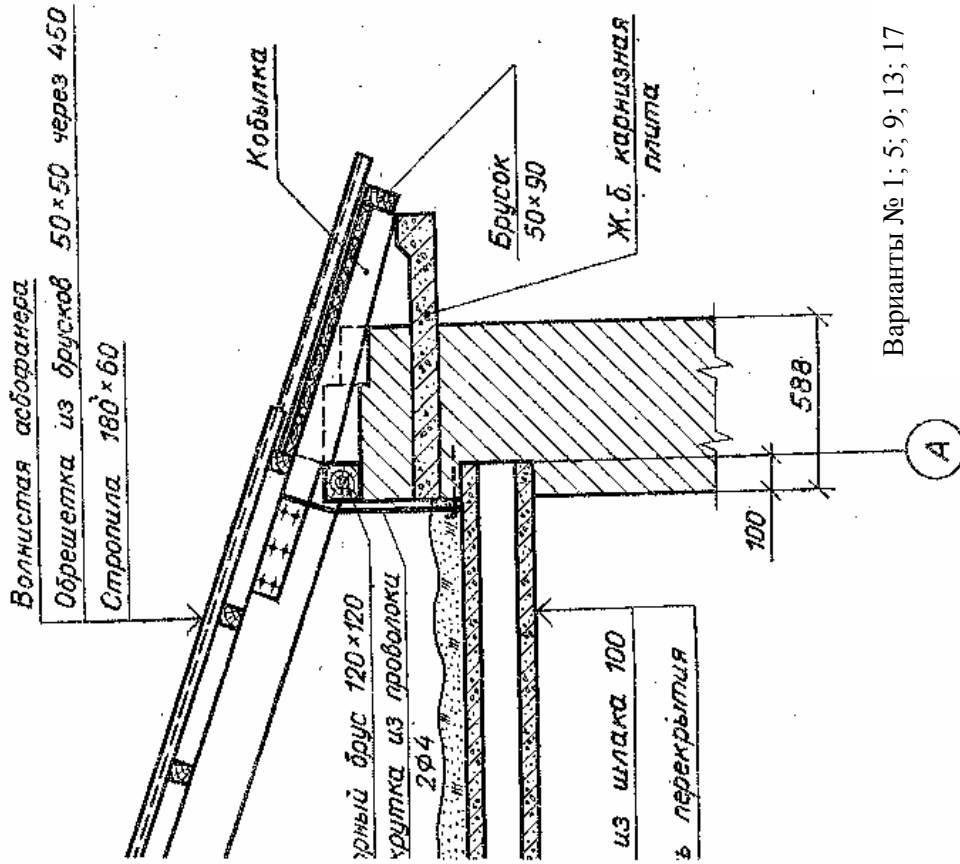 Волнистая асбофанера
Обрешетка из брусков 50×50 через 450
Стропила 180×60
Кобылка
Брусок
50×90
Ж.б. карнизная
плита
рный брус 120×120
крутка из проволоки
2ø4
из шлака 100
ь перекрытия
100
588
А
Варианты № 1; 5; 9; 13; 17